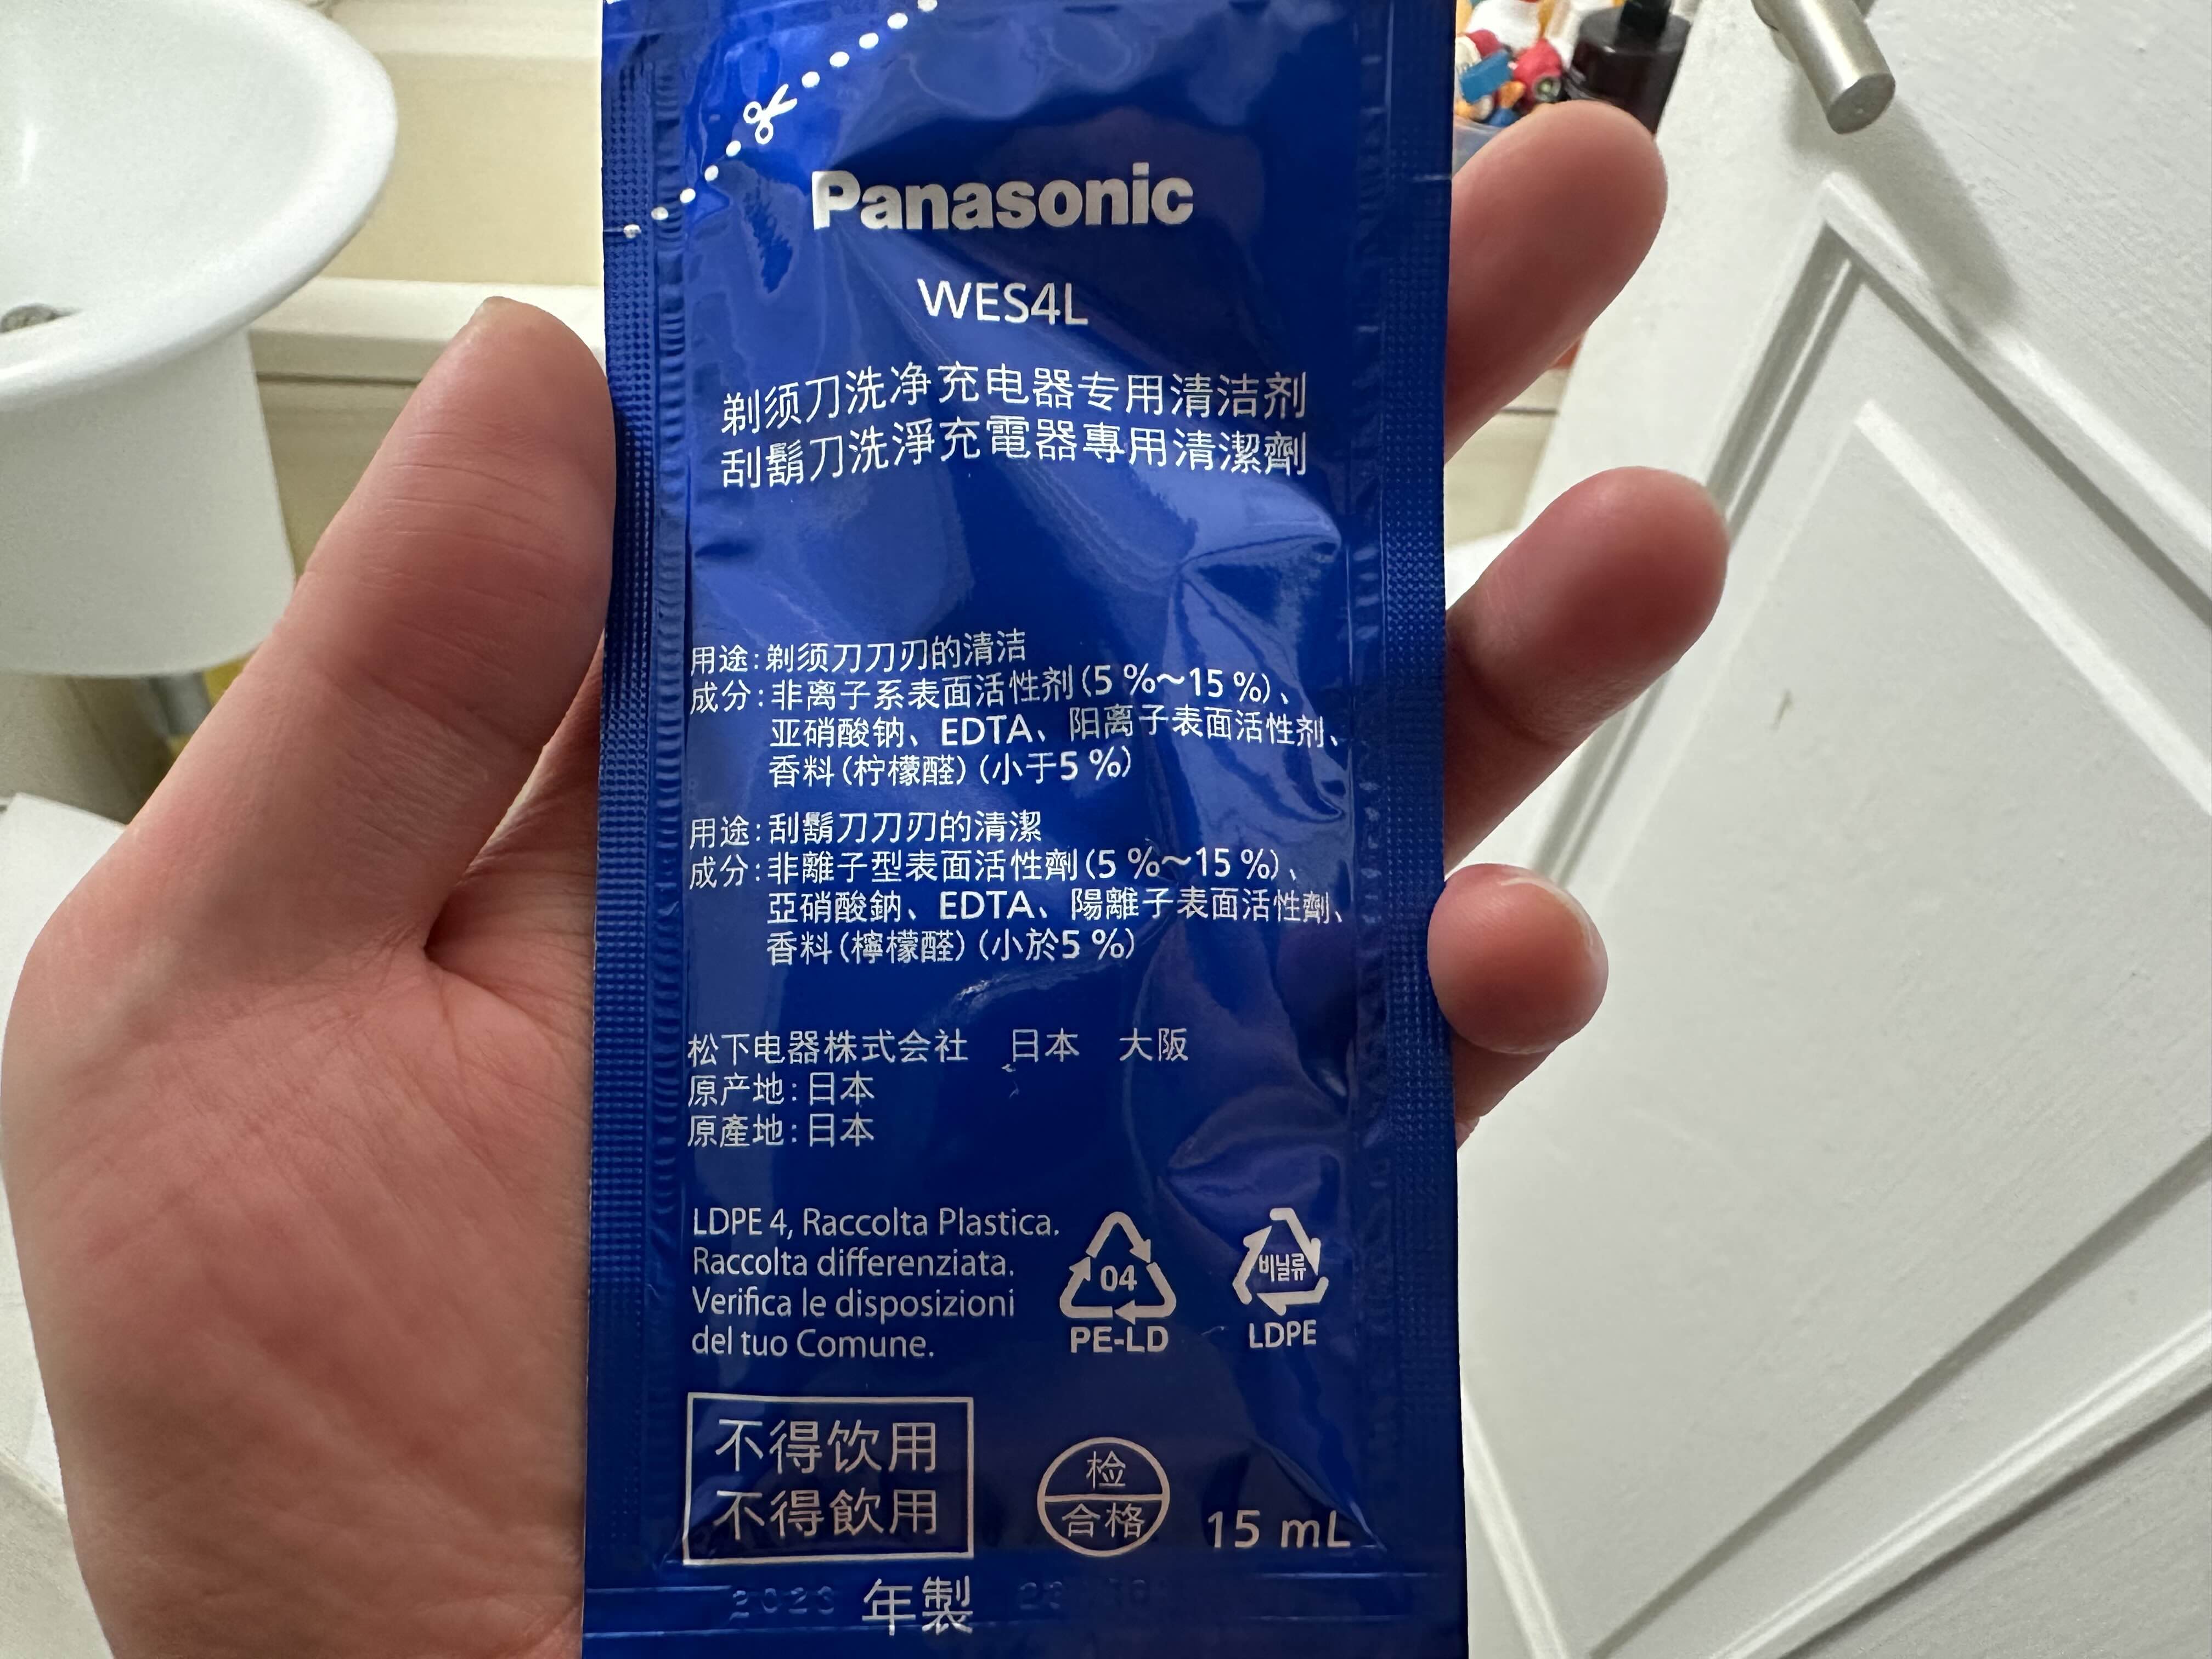 Panasonic
WES4L
剃须刀洗净充电器专用清洁剂
刮鬍刀洗淨充電器專用清潔劑
用途:剃须刀刀刃的清洁
成分:非离子系表面活性剂(5 %～15 %)、
亚硝酸钠、EDTA、阳离子表面活性剂、
香料(柠檬醛)(小于5 %)
用途:刮鬍刀刀刃的清潔
成分:非離子型表面活性劑(5 %～15 %)、
亞硝酸鈉、EDTA、陽離子表面活性劑、
香料(檸檬醛)(小於5 %)
松下电器株式会社 日本 大阪
原产地:日本
原產地:日本
LDPE 4, Raccolta Plastica.
Raccolta differenziata.
Verifica le disposizioni
del tuo Comune.
04
PE-LD
비닐류
LDPE
不得饮用
不得飲用
检
合格
15 mL
2023 年製